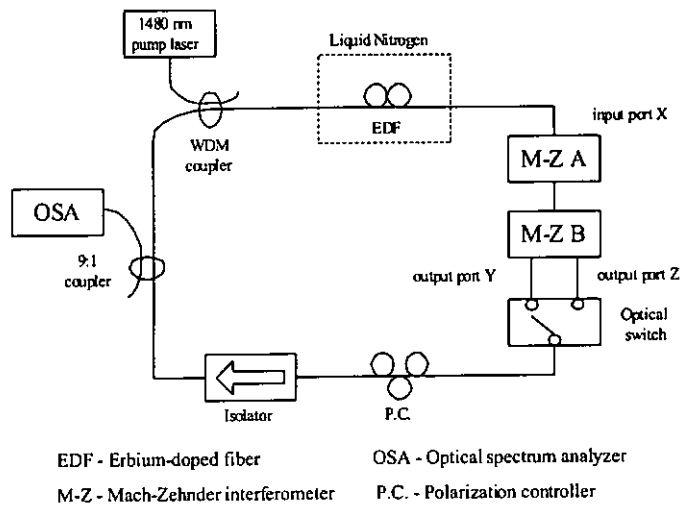 1480 nm
pump laser
Liquid Nitrogen
EDF
WDM
coupler
input port X
M-Z A
M-Z B
OSA
9:1
coupler
output port Y
output port Z
Optical
switch
Isolator
P.C.
EDF - Erbium-doped fiber
OSA - Optical spectrum analyzer
M-Z - Mach-Zehnder interferometer
P.C. - Polarization controller